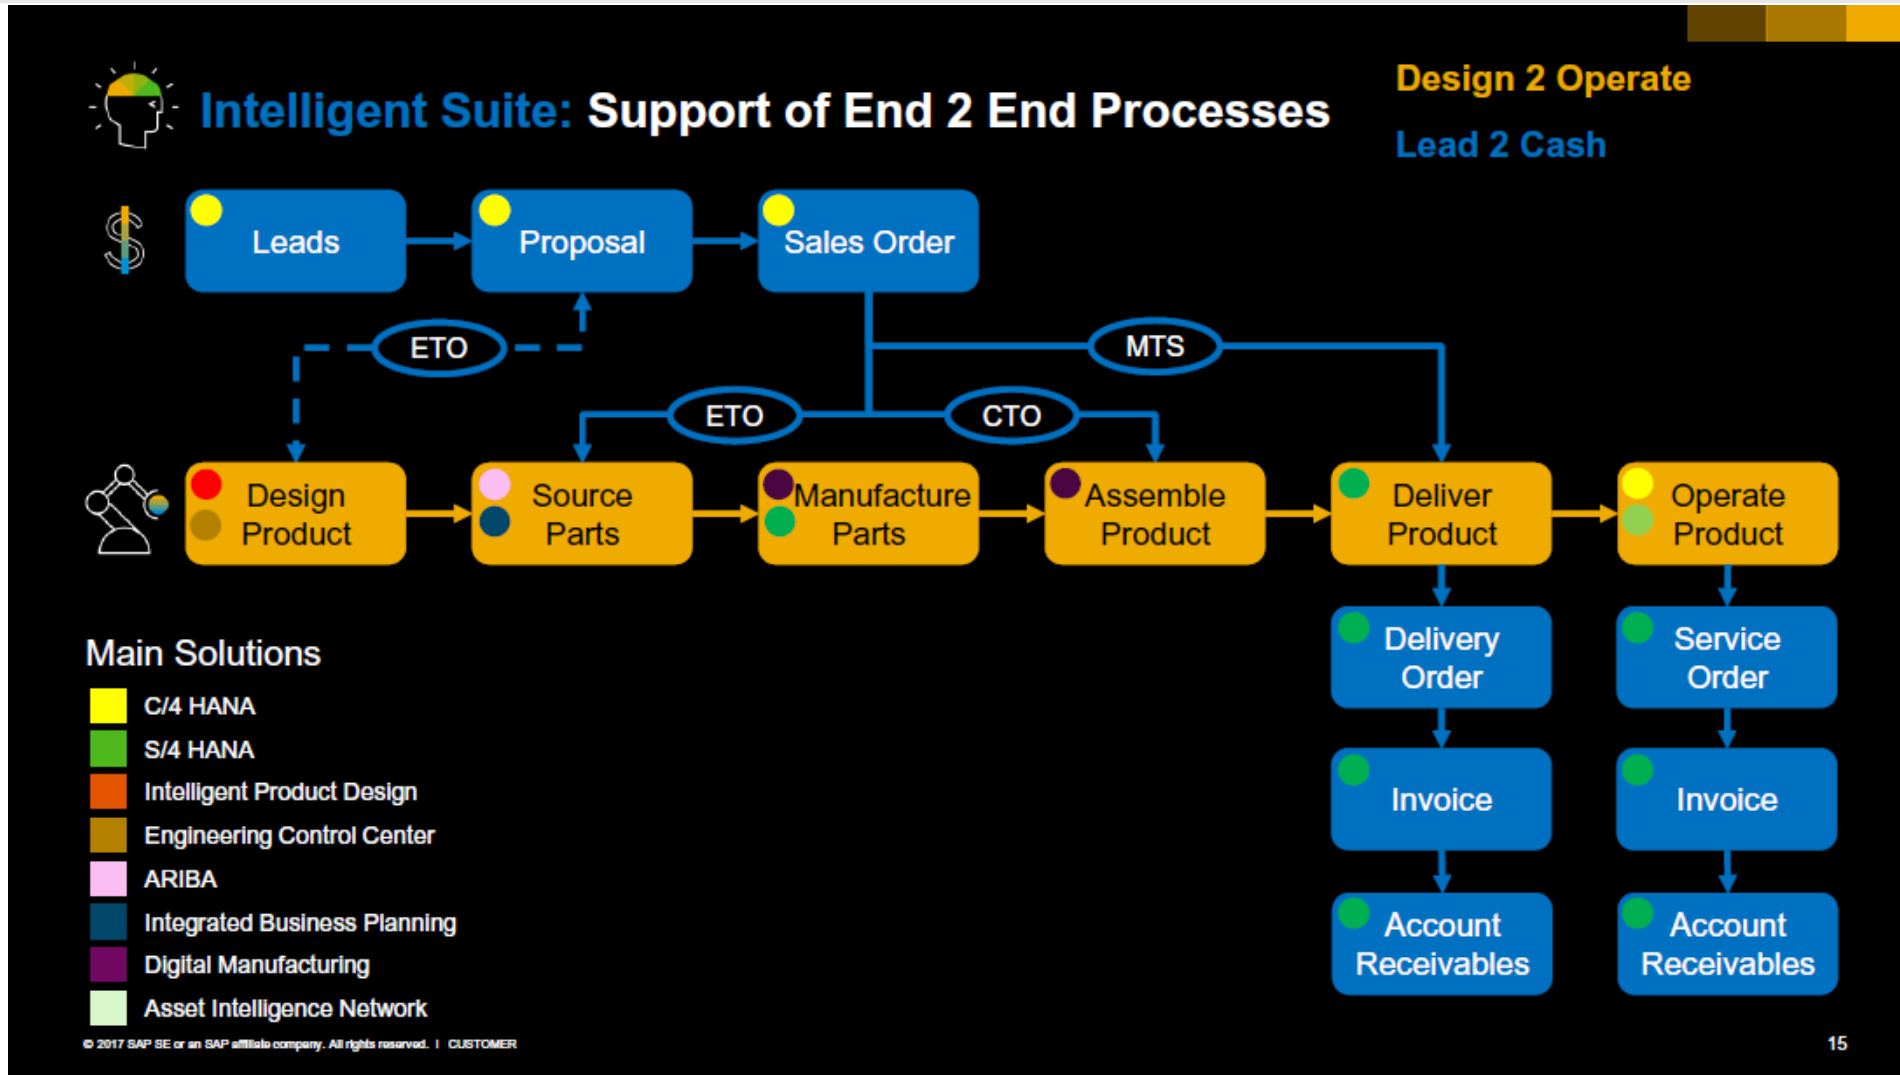 Intelligent Suite: Support of End 2 End Processes
Design 2 Operate
Lead 2 Cash
Leads
Proposal
Sales Order
ETO
MTS
ETO
CTO
Design
Product
Source
Parts
Manufacture
Parts
Assemble
Product
Deliver
Product
Operate
Product
Delivery
Order
Service
Order
Invoice
Invoice
Account
Receivables
Account
Receivables
Main Solutions
C/4 HANA
S/4 HANA
Intelligent Product Design
Engineering Control Center
ARIBA
Integrated Business Planning
Digital Manufacturing
Asset Intelligence Network
© 2017 SAP SE or an SAP affiliate company. All rights reserved. | CUSTOMER
15